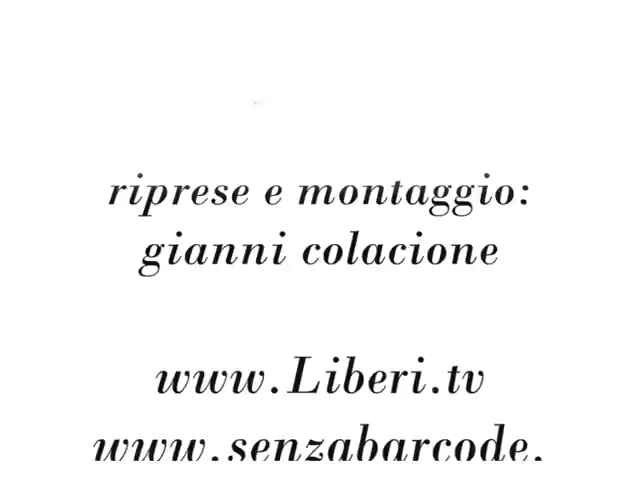 riprese e montaggio:
gianni colacione
www.Liberi.tv
www.senzabarcode.